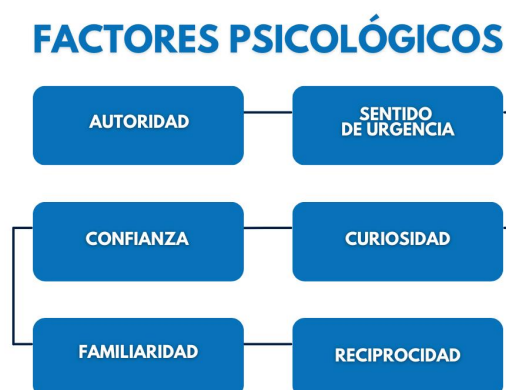 FACTORES PSICOLÓGICOS
AUTORIDAD
SENTIDO
DE URGENCIA
CONFIANZA
CURIOSIDAD
FAMILIARIDAD
RECIPROCIDAD